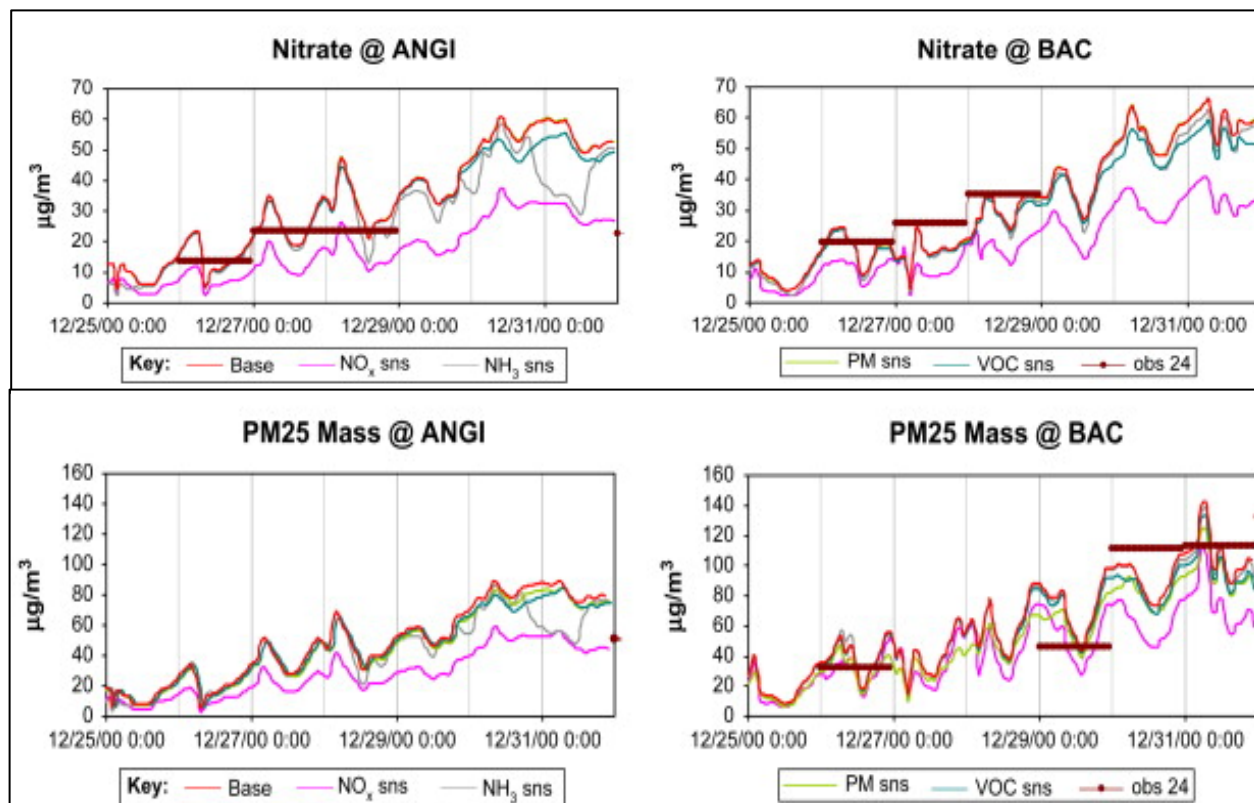 Nitrate @ ANGI
70
60
50
40
30
20
10
0
µg/m³
12/25/00 0:00 12/27/00 0:00 12/29/00 0:00 12/31/00 0:00
Key: Base NOx sns NH3 sns
Nitrate @ BAC
70
60
50
40
30
20
10
0
µg/m³
12/25/00 0:00 12/27/00 0:00 12/29/00 0:00 12/31/00 0:00
PM sns VOC sns obs 24
PM25 Mass @ ANGI
160
140
120
100
80
60
40
20
0
µg/m³
12/25/00 0:00 12/27/00 0:00 12/29/00 0:00 12/31/00 0:00
Key: Base NOx sns NH3 sns
PM25 Mass @ BAC
160
140
120
100
80
60
40
20
0
µg/m³
12/25/00 0:00 12/27/00 0:00 12/29/00 0:00 12/31/00 0:00
PM sns VOC sns obs 24